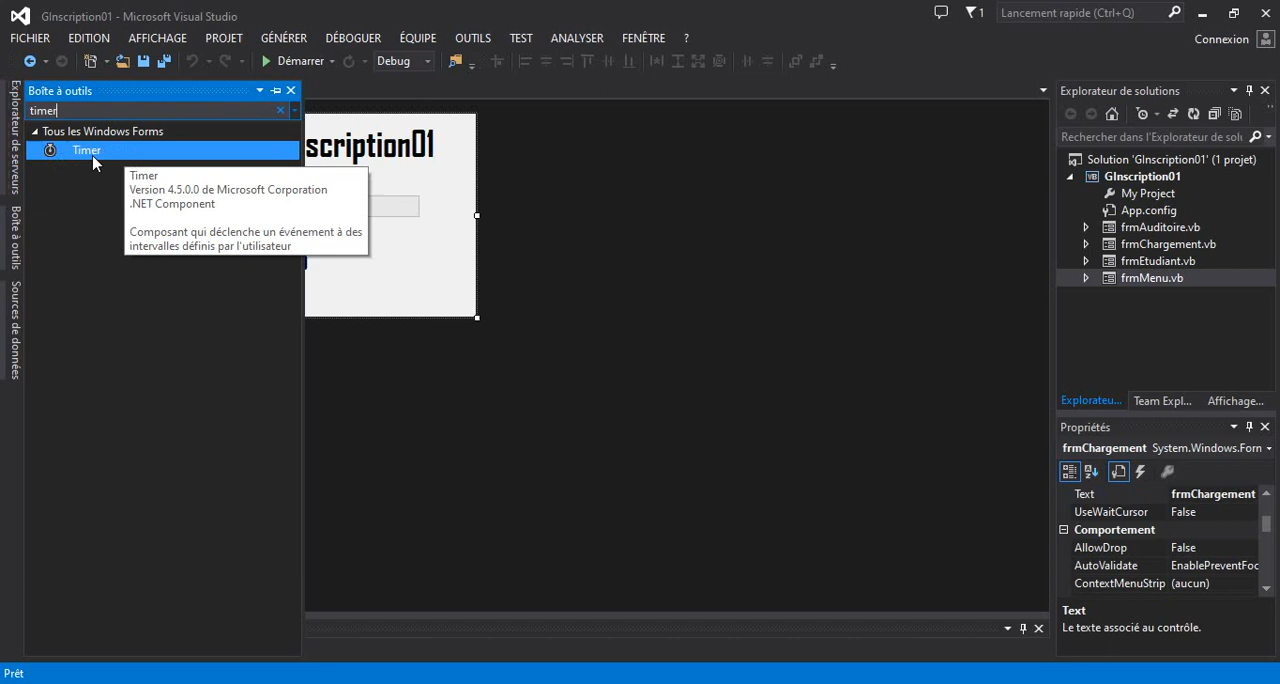 GInscription01 - Microsoft Visual Studio
1
Lancement rapide (Ctrl+Q)
FICHIER EDITION AFFICHAGE PROJET GÉNÉRER DÉBOGUER ÉQUIPE OUTILS TEST ANALYSER FENÊTRE ?
Connexion
Démarrer
Debug
Explorateur de serveurs
Boîte à outils
Sources de données
Boîte à outils
timer
Tous les Windows Forms
Timer
Timer
Version 4.5.0.0 de Microsoft Corporation
.NET Component
Composant qui déclenche un événement à des
intervalles définis par l'utilisateur
scription01
Explorateur de solutions
Rechercher dans l'Explorateur de solu
Solution 'GInscription01' (1 projet)
GInscription01
My Project
App.config
frmAuditoire.vb
frmChargement.vb
frmEtudiant.vb
frmMenu.vb
Explorateu... Team Expl... Affichage...
Propriétés
frmChargement System.Windows.Forn
Text frmChargement
UseWaitCursor False
Comportement
AllowDrop False
AutoValidate EnablePreventFoc
ContextMenuStrip (aucun)
Text
Le texte associé au contrôle.
Prêt